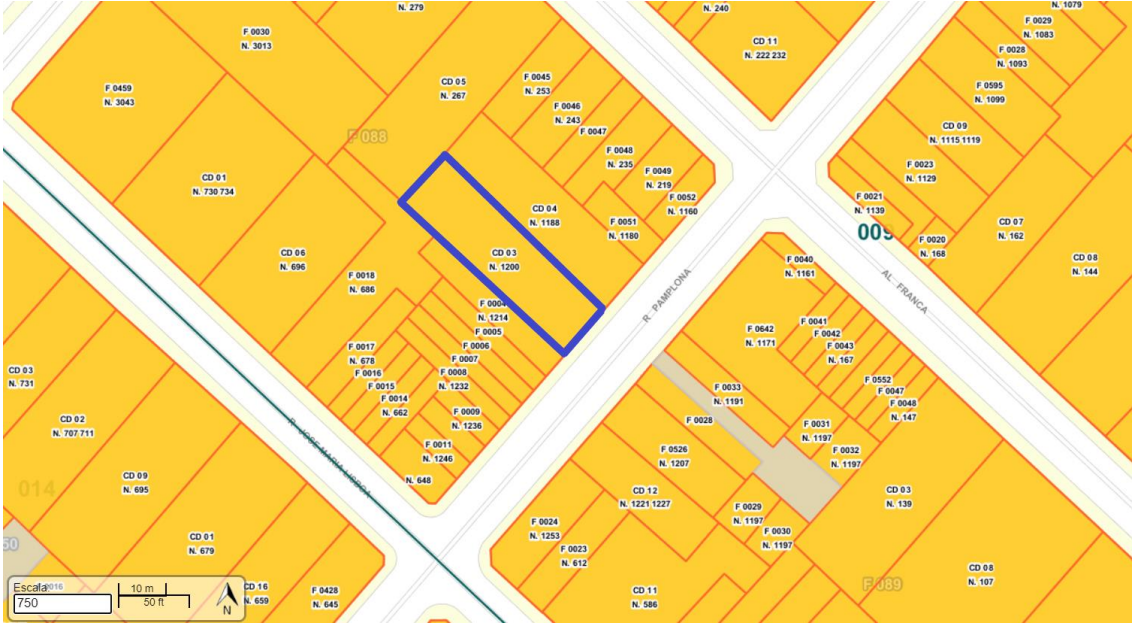 N. 279
N. 240
N. 1079
F 0029
N. 1083
F 0030
N. 3013
CD 11
N. 222 232
F 0028
N. 1093
F 0459
N. 3043
CD 05
N. 267
F 0045
N. 253
F 0595
N. 1099
F 0046
N. 243
F 0047
CD 09
N. 1115 1119
F 088
F 0048
N. 235
F 0023
N. 1129
CD 01
N. 730 734
F 0049
N. 219
F 0052
N. 1160
F 0021
N. 1139
CD 04
N. 1188
F 0051
N. 1180
009
F 0020
N. 168
CD 07
N. 162
CD 06
N. 696
CD 03
N. 1200
F 0040
N. 1161
CD 08
N. 144
F 0018
N. 686
R PAMPLONA
AL FRANCA
F 0004
N. 1214
F 0005
F 0006
F 0007
F 0008
N. 1232
F 0642
N. 1171
F 0041
F 0042
F 0043
N. 167
F 0017
N. 678
F 0016
F 0015
F 0014
N. 662
CD 03
N. 731
F 0552
F 0047
F 0048
N. 147
F 0033
N. 1191
F 0028
F 0009
N. 1236
CD 02
N. 707 711
R JOSE MARIA LISBOA
F 0031
N. 1197
F 0011
N. 1246
F 0526
N. 1207
F 0032
N. 1197
N. 648
CD 09
N. 695
014
CD 12
N. 1221 1227
CD 03
N. 139
F 0029
N. 1197
F 0024
N. 1253
F 0030
N. 1197
CD 01
N. 679
50
F 0023
N. 612
CD 08
N. 107
F 089
Escala:
F 0016
750
10 m
50 ft
N
CD 16
N. 659
F 0428
N. 645
CD 11
N. 586